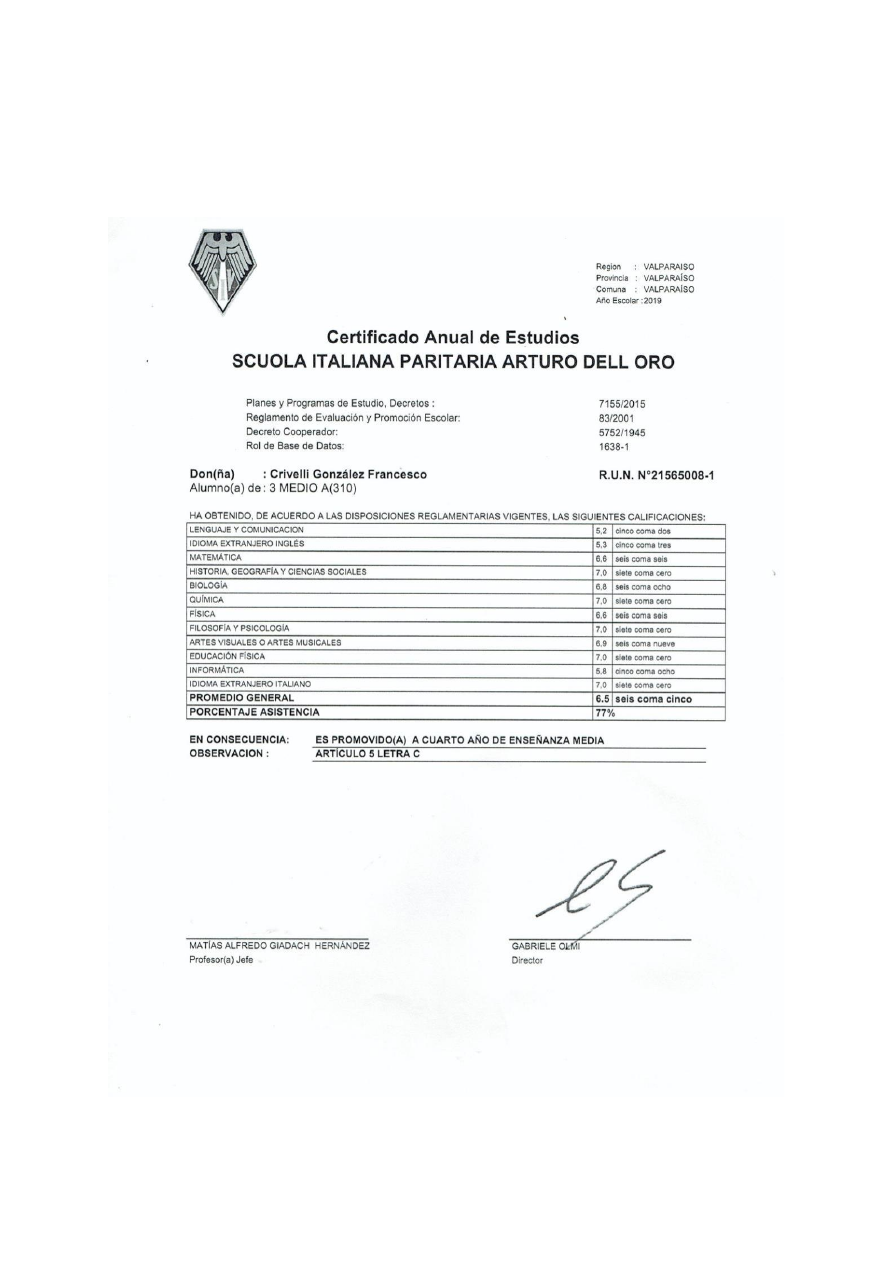 SIV
Region : VALPARAISO
Provincia : VALPARAÍSO
Comuna : VALPARAÍSO
Año Escolar : 2019
Certificado Anual de Estudios
SCUOLA ITALIANA PARITARIA ARTURO DELL ORO
Planes y Programas de Estudio, Decretos : 7155/2015
Reglamento de Evaluación y Promoción Escolar: 83/2001
Decreto Cooperador: 5752/1945
Rol de Base de Datos: 1638-1
Don(ña) : Crivelli González Francesco R.U.N. N°21565008-1
Alumno(a) de : 3 MEDIO A(310)
HA OBTENIDO, DE ACUERDO A LAS DISPOSICIONES REGLAMENTARIAS VIGENTES, LAS SIGUIENTES CALIFICACIONES:
LENGUAJE Y COMUNICACION 5,2 cinco coma dos
IDIOMA EXTRANJERO INGLÉS 5,3 cinco coma tres
MATEMÁTICA 6,6 seis coma seis
HISTORIA, GEOGRAFÍA Y CIENCIAS SOCIALES 7,0 siete coma cero
BIOLOGÍA 6,8 seis coma ocho
QUÍMICA 7,0 siete coma cero
FÍSICA 6,6 seis coma seis
FILOSOFÍA Y PSICOLOGÍA 7,0 siete coma cero
ARTES VISUALES O ARTES MUSICALES 6,9 seis coma nueve
EDUCACIÓN FÍSICA 7,0 siete coma cero
INFORMÁTICA 5,8 cinco coma ocho
IDIOMA EXTRANJERO ITALIANO 7,0 siete coma cero
PROMEDIO GENERAL 6.5 seis coma cinco
PORCENTAJE ASISTENCIA 77%
EN CONSECUENCIA: ES PROMOVIDO(A) A CUARTO AÑO DE ENSEÑANZA MEDIA
OBSERVACION : ARTÍCULO 5 LETRA C
MATÍAS ALFREDO GIADACH HERNÁNDEZ GABRIELE OLMI
Profesor(a) Jefe Director